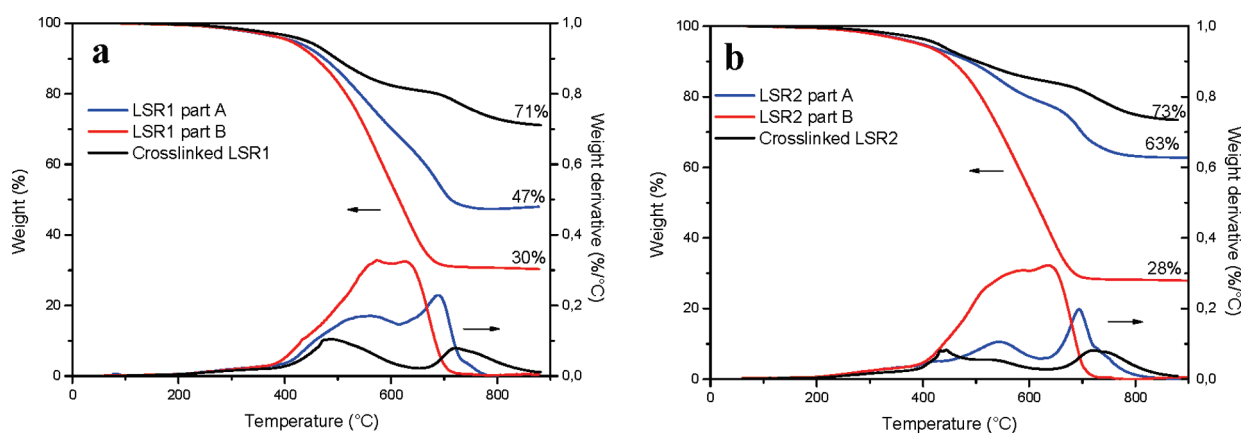 a
100
80
60
40
20
0
Weight (%)
LSR1 part A
LSR1 part B
Crosslinked LSR1
71%
47%
30%
1,0
0,8
0,6
0,4
0,2
0,0
Weight derivative (%/°C)
0
200
400
600
800
Temperature (°C)
b
100
80
60
40
20
0
Weight (%)
LSR2 part A
LSR2 part B
Crosslinked LSR2
73%
63%
28%
1,0
0,8
0,6
0,4
0,2
0,0
Weight derivative (%/°C)
0
200
400
600
800
Temperature (°C)